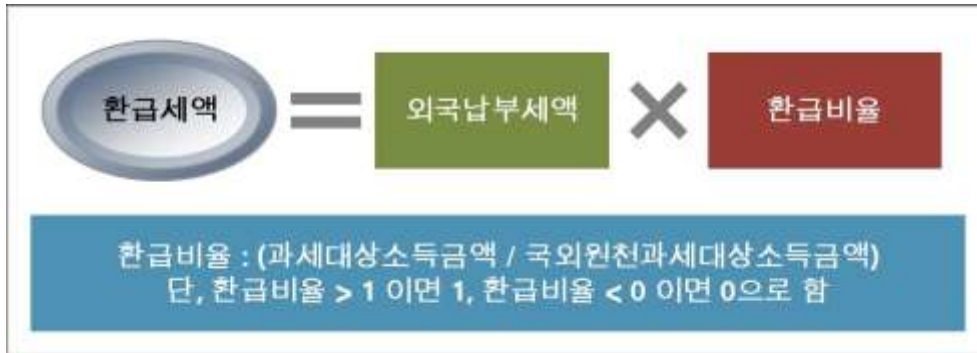 환급세액 = 외국납부세액 × 환급비율
환급비율 : (과세대상소득금액 / 국외원천과세대상소득금액)
단, 환급비율 > 1 이면 1, 환급비율 < 0 이면 0으로 함